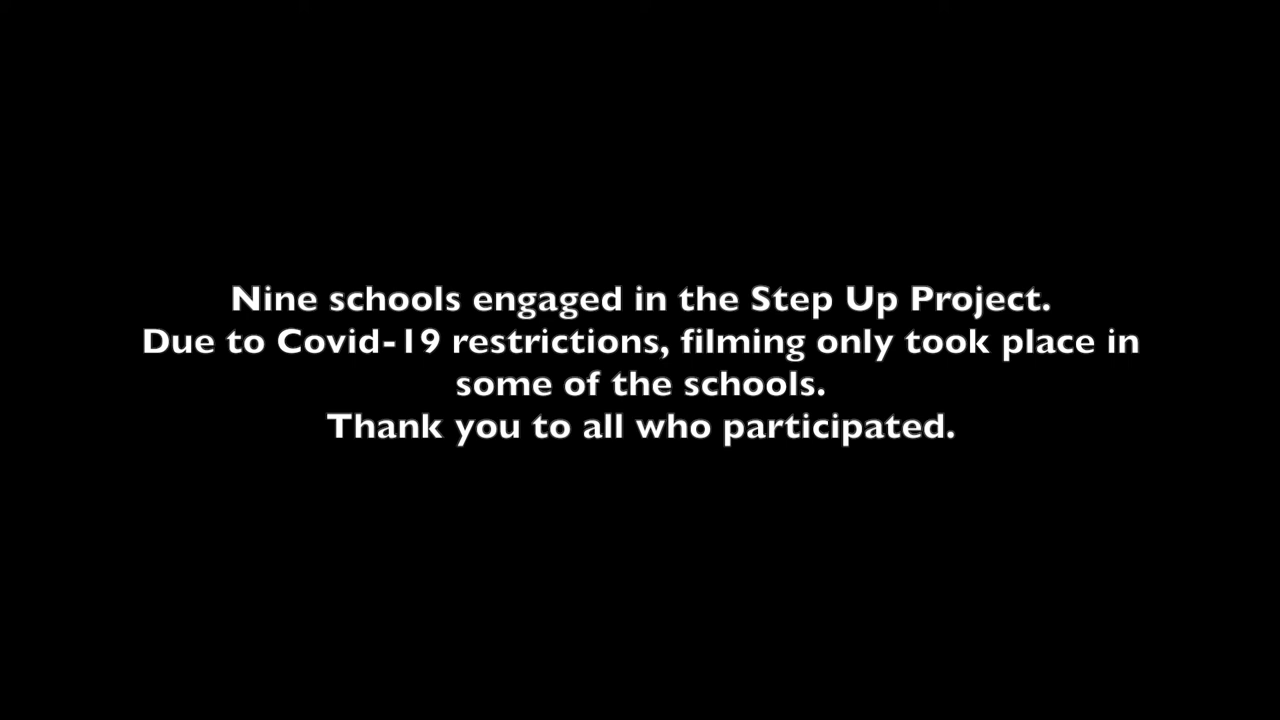 Nine schools engaged in the Step Up Project.
Due to Covid-19 restrictions, filming only took place in
some of the schools.
Thank you to all who participated.